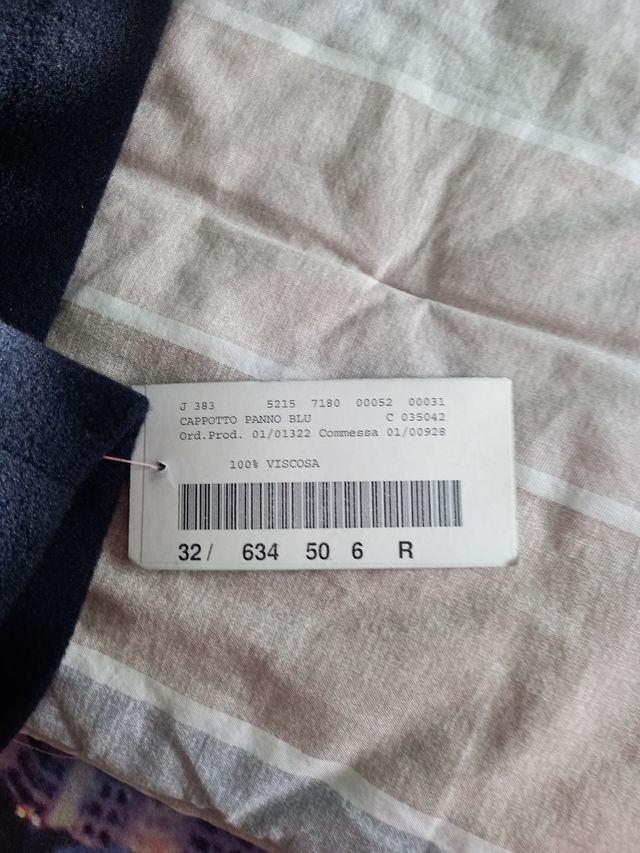 J 383 5215 7180 00052 00031
CAPPOTTO PANNO BLU C 035042
Ord.Prod. 01/01322 Commessa 01/00928
100% VISCOSA
32/ 634 50 6 R